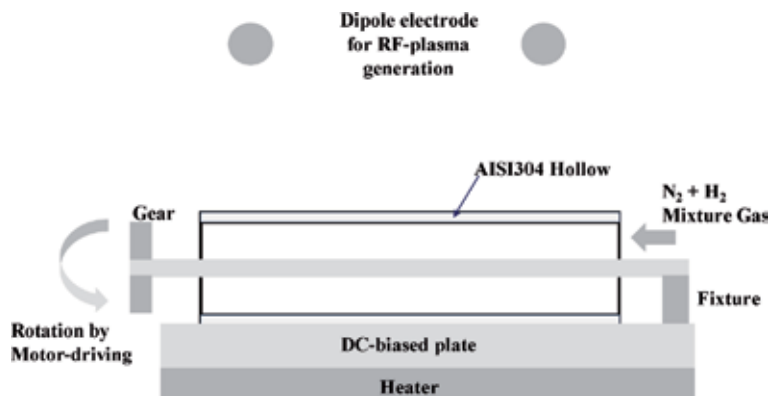 Dipole electrode
for RF-plasma
generation
AISI304 Hollow
N₂ + H₂
Mixture Gas
Gear
Fixture
Rotation by
Motor-driving
DC-biased plate
Heater